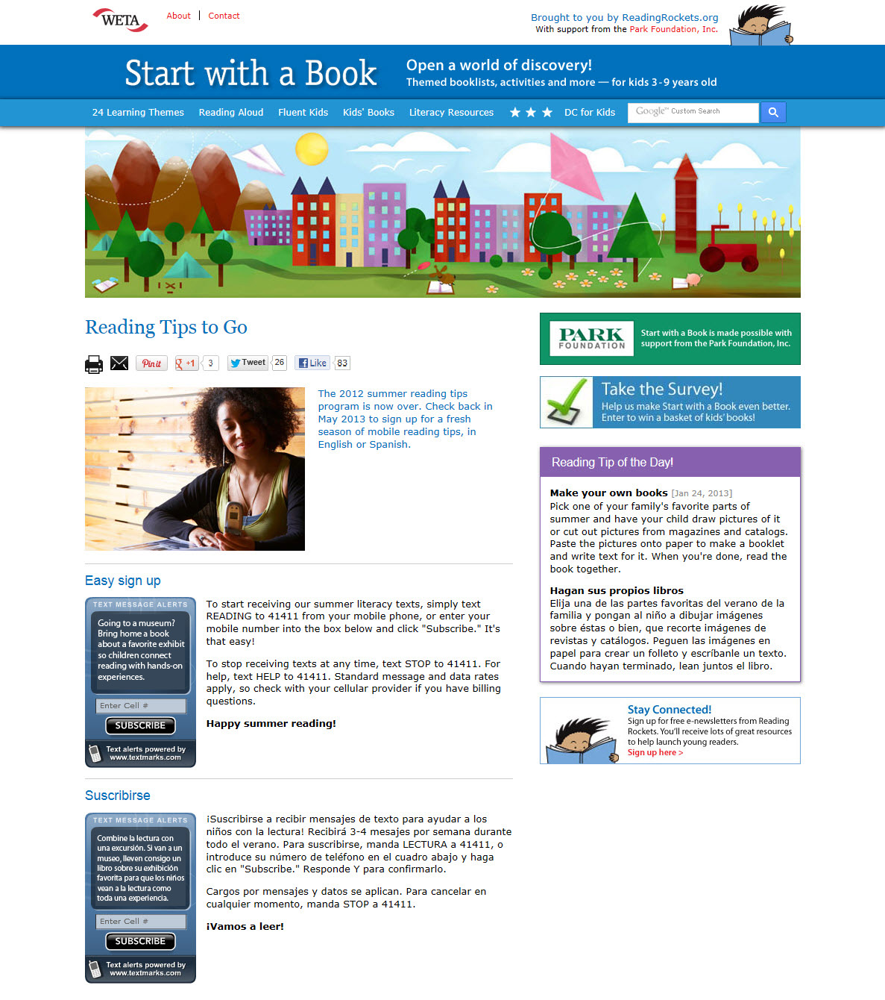 WETA
About | Contact
Brought to you by ReadingRockets.org
With support from the Park Foundation, Inc.
Start with a Book
Open a world of discovery!
Themed booklists, activities and more — for kids 3-9 years old
24 Learning Themes Reading Aloud Fluent Kids Kids' Books Literacy Resources DC for Kids Google™ Custom Search
Reading Tips to Go
Pin it g +1 3 Tweet 26 Like 83
The 2012 summer reading tips
program is now over. Check back in
May 2013 to sign up for a fresh
season of mobile reading tips, in
English or Spanish.
Easy sign up
TEXT MESSAGE ALERTS
Going to a museum?
Bring home a book
about a favorite exhibit
so children connect
reading with hands-on
experiences.
Enter Cell #
SUBSCRIBE
Text alerts powered by
www.textmarks.com
To start receiving our summer literacy texts, simply text
READING to 41411 from your mobile phone, or enter your
mobile number into the box below and click "Subscribe." It's
that easy!
To stop receiving texts at any time, text STOP to 41411. For
help, text HELP to 41411. Standard message and data rates
apply, so check with your cellular provider if you have billing
questions.
Happy summer reading!
Suscribirse
TEXT MESSAGE ALERTS
Combine la lectura con
una excursión. Si van a un
museo, lleven consigo un
libro sobre su exhibición
favorita para que los niños
vean a la lectura como
toda una experiencia.
Enter Cell #
SUBSCRIBE
Text alerts powered by
www.textmarks.com
¡Suscribirse a recibir mensajes de texto para ayudar a los
niños con la lectura! Recibirá 3-4 mesajes por semana durante
todo el verano. Para suscribirse, manda LECTURA a 41411, o
introduce su número de teléfono en el cuadro abajo y haga
clic en "Subscribe." Responde Y para confirmarlo.
Cargos por mensajes y datos se aplican. Para cancelar en
cualquier momento, manda STOP a 41411.
¡Vamos a leer!
PARK
FOUNDATION
Start with a Book is made possible with
support from the Park Foundation, Inc.
Take the Survey!
Help us make Start with a Book even better.
Enter to win a basket of kids' books!
Reading Tip of the Day!
Make your own books [Jan 24, 2013]
Pick one of your family's favorite parts of
summer and have your child draw pictures of it
or cut out pictures from magazines and catalogs.
Paste the pictures onto paper to make a booklet
and write text for it. When you're done, read the
book together.
Hagan sus propios libros
Elija una de las partes favoritas del verano de la
familia y pongan al niño a dibujar imágenes
sobre éstas o bien, que recorte imágenes de
revistas y catálogos. Peguen las imágenes en
papel para crear un folleto y escríbanle un texto.
Cuando hayan terminado, lean juntos el libro.
Stay Connected!
Sign up for free e-newsletters from Reading
Rockets. You'll receive lots of great resources
to help launch young readers.
Sign up here >